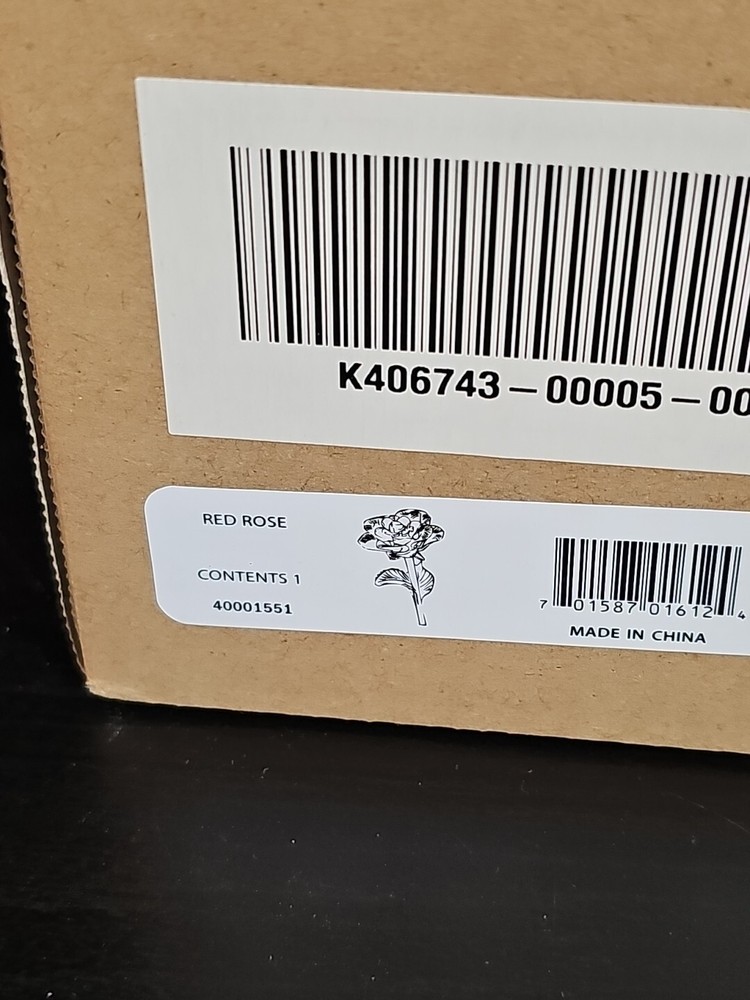 K406743-00005-00
RED ROSE
CONTENTS 1
40001551
7 01587 01612 4
MADE IN CHINA